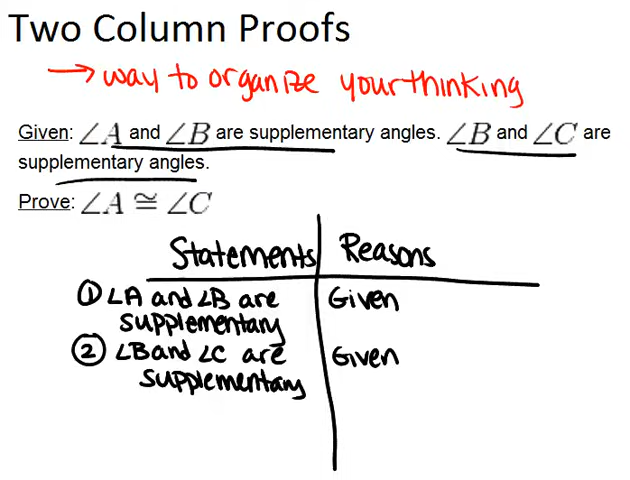 Two Column Proofs
→ way to organize your thinking
Given: ∠A and ∠B are supplementary angles. ∠B and ∠C are
supplementary angles.
Prove: ∠A ≅ ∠C
Statements Reasons
① ∠A and ∠B are Given
supplementary
② ∠B and ∠C are Given
supplementary